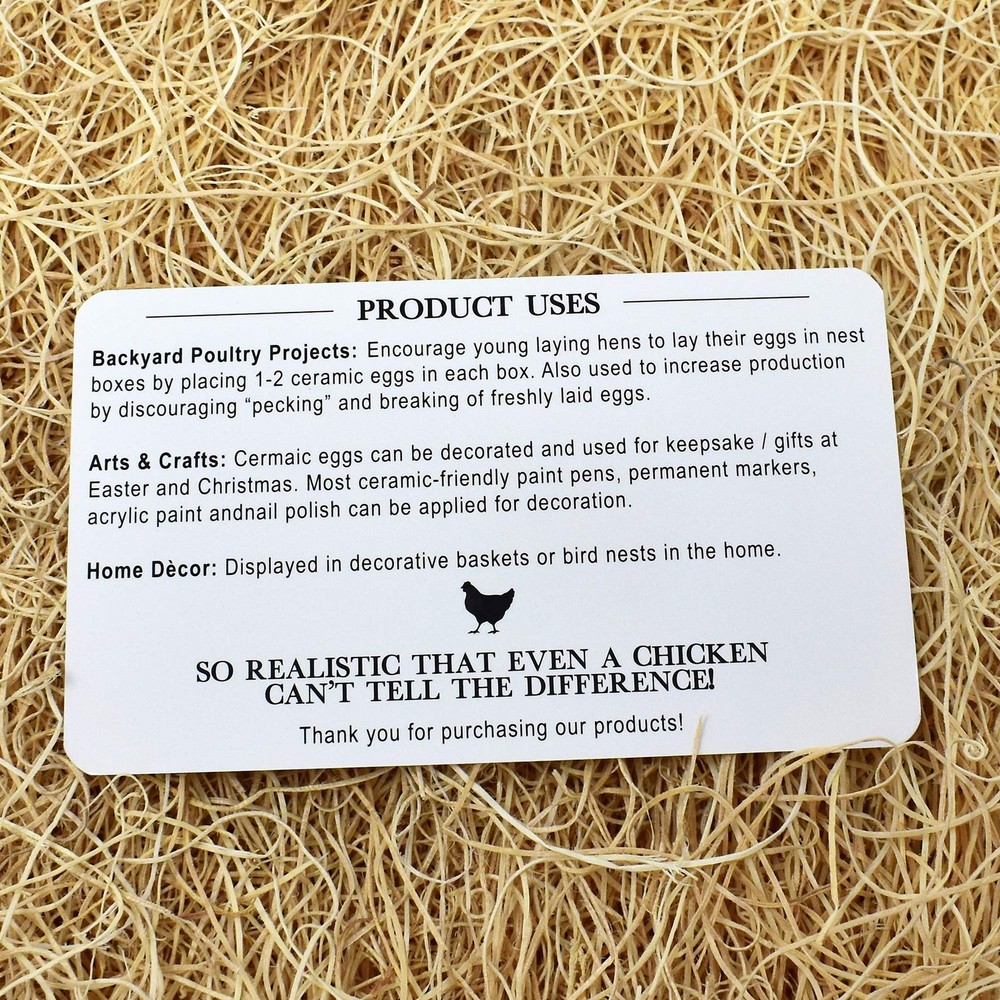 PRODUCT USES
Backyard Poultry Projects: Encourage young laying hens to lay their eggs in nest
boxes by placing 1-2 ceramic eggs in each box. Also used to increase production
by discouraging “pecking” and breaking of freshly laid eggs.
Arts & Crafts: Cermaic eggs can be decorated and used for keepsake / gifts at
Easter and Christmas. Most ceramic-friendly paint pens, permanent markers,
acrylic paint andnail polish can be applied for decoration.
Home Dècor: Displayed in decorative baskets or bird nests in the home.
SO REALISTIC THAT EVEN A CHICKEN
CAN'T TELL THE DIFFERENCE!
Thank you for purchasing our products!